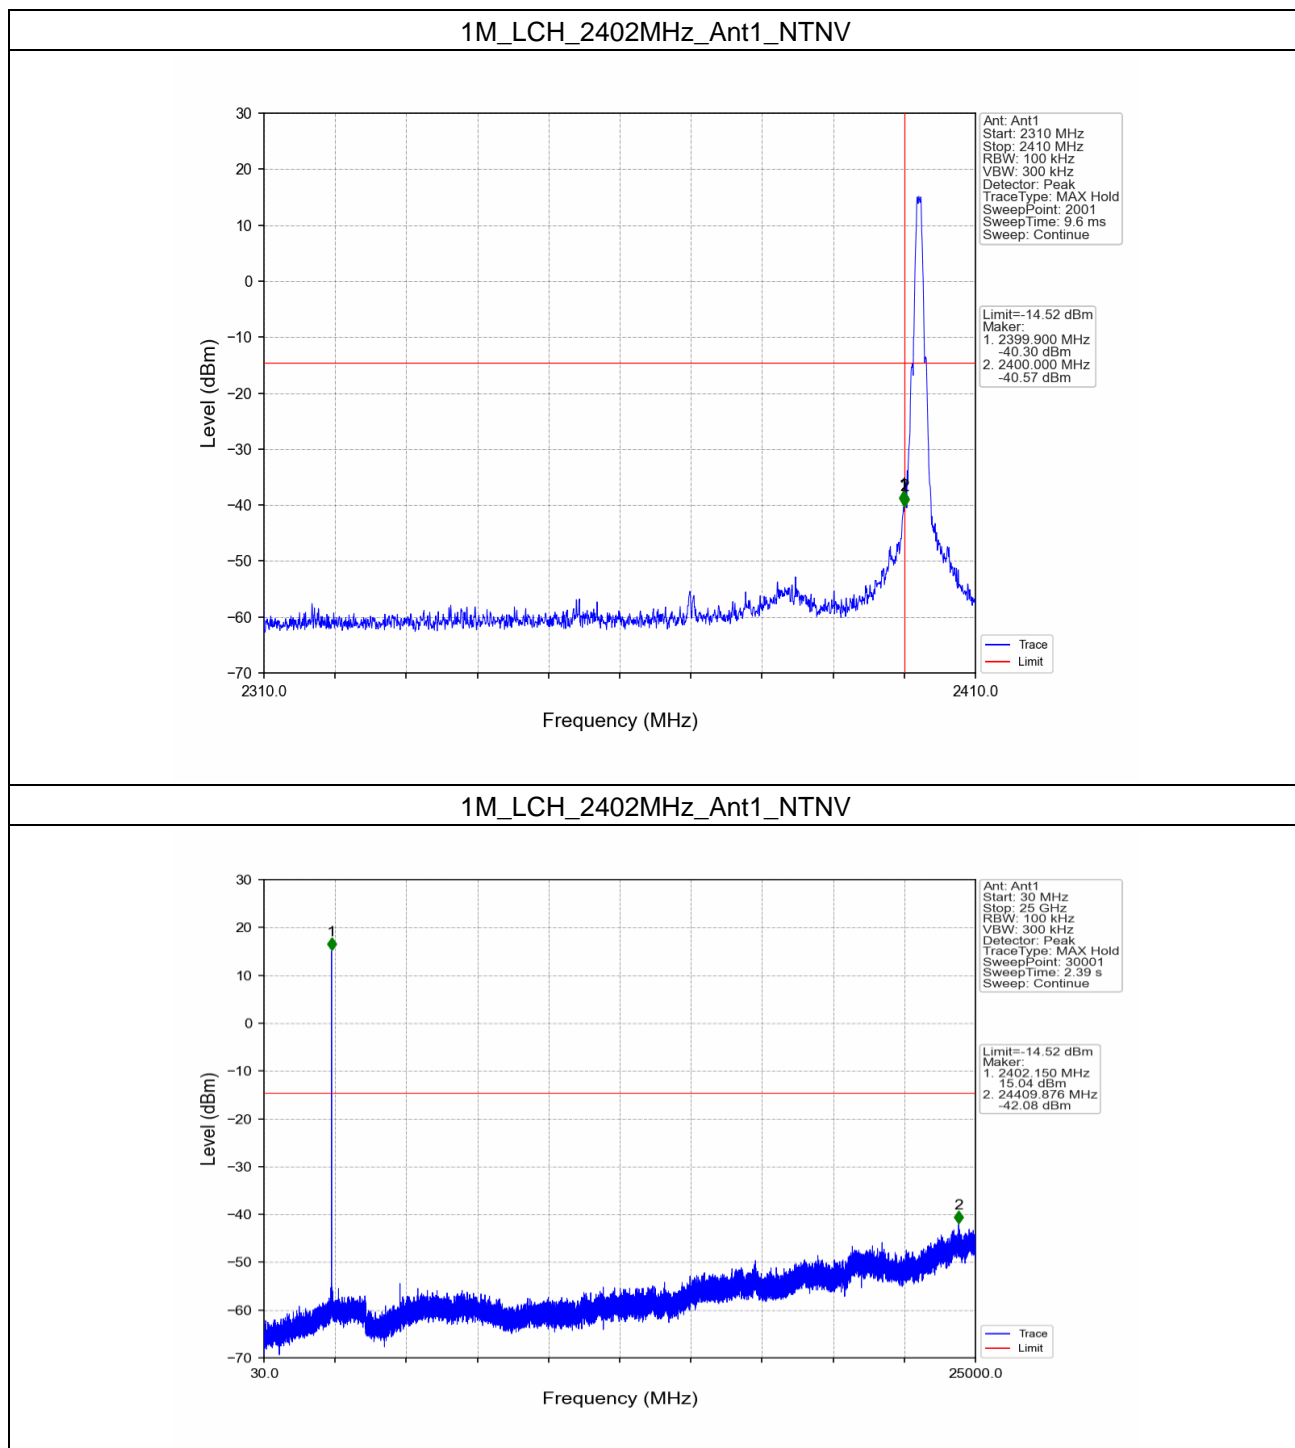 1M_LCH_2402MHz_Ant1_NTNV
30
20
10
0
−10
−20
−30
−40
−50
−60
−70
Level (dBm)
2310.0
2410.0
Frequency (MHz)
1
2
Ant: Ant1
Start: 2310 MHz
Stop: 2410 MHz
RBW: 100 kHz
VBW: 300 kHz
Detector: Peak
TraceType: MAX Hold
SweepPoint: 2001
SweepTime: 9.6 ms
Sweep: Continue
Limit=-14.52 dBm
Maker:
1. 2399.900 MHz
-40.30 dBm
2. 2400.000 MHz
-40.57 dBm
Trace
Limit
1M_LCH_2402MHz_Ant1_NTNV
30
20
10
0
−10
−20
−30
−40
−50
−60
−70
Level (dBm)
30.0
25000.0
Frequency (MHz)
1
2
Ant: Ant1
Start: 30 MHz
Stop: 25 GHz
RBW: 100 kHz
VBW: 300 kHz
Detector: Peak
TraceType: MAX Hold
SweepPoint: 30001
SweepTime: 2.39 s
Sweep: Continue
Limit=-14.52 dBm
Maker:
1. 2402.150 MHz
15.04 dBm
2. 24409.876 MHz
-42.08 dBm
Trace
Limit